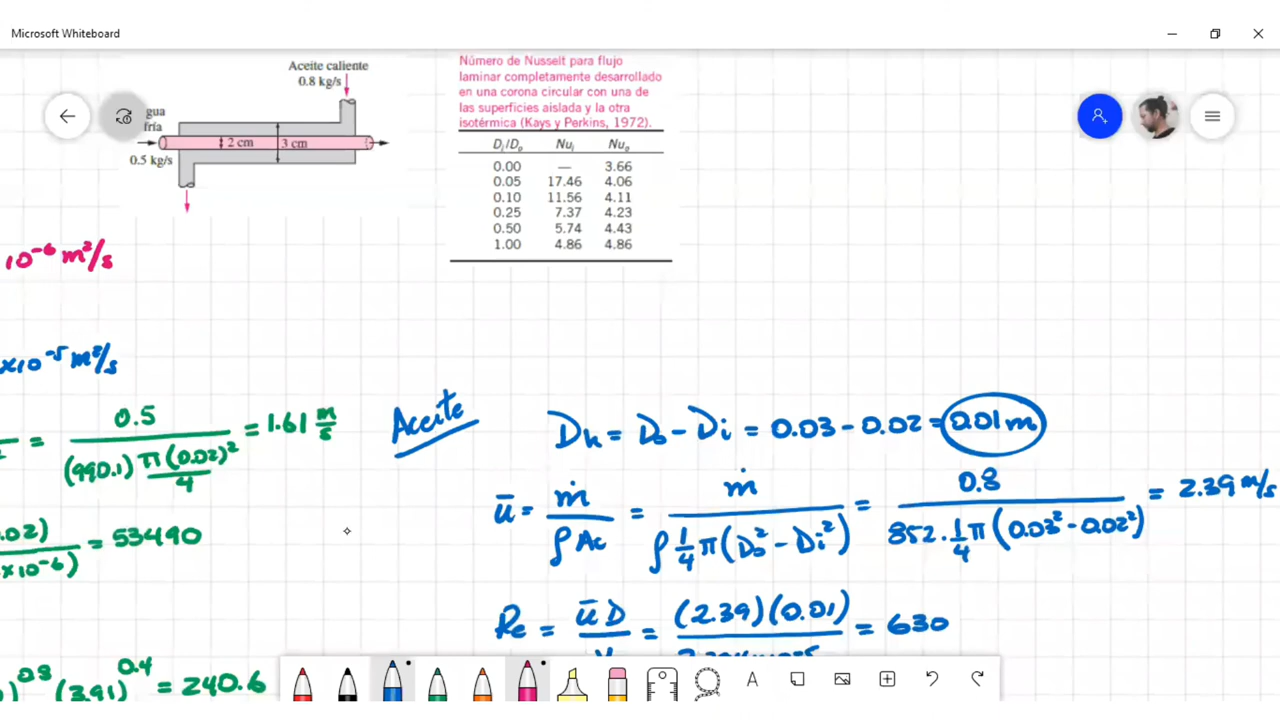 Microsoft Whiteboard
Aceite caliente
0.8 kg/s
gua
fría
0.5 kg/s
2 cm
3 cm
Número de Nusselt para flujo
laminar completamente desarrollado
en una corona circular con una de
las superficies aislada y la otra
isotérmica (Kays y Perkins, 1972).
Di/Do Nui Nuo
0.00 — 3.66
0.05 17.46 4.06
0.10 11.56 4.11
0.25 7.37 4.23
0.50 5.74 4.43
1.00 4.86 4.86
10⁻⁶ m²/s
×10⁻⁵ m²/s
= 0.5 / ((990.1) π(0.02)²/4) = 1.61 m/s
.02) / ×10⁻⁶) = 53490
)^0.8 (3.91)^0.4 = 240.6
Aceite
Dh = Do - Di = 0.03 - 0.02 = 0.01 m
ū = ṁ / ρAc = ṁ / ρ ¼ π (Do² - Di²) = 0.8 / 852 · ¼ π (0.03² - 0.02²) = 2.39 m/s
Re = ūD = (2.39)(0.01) = 630
A